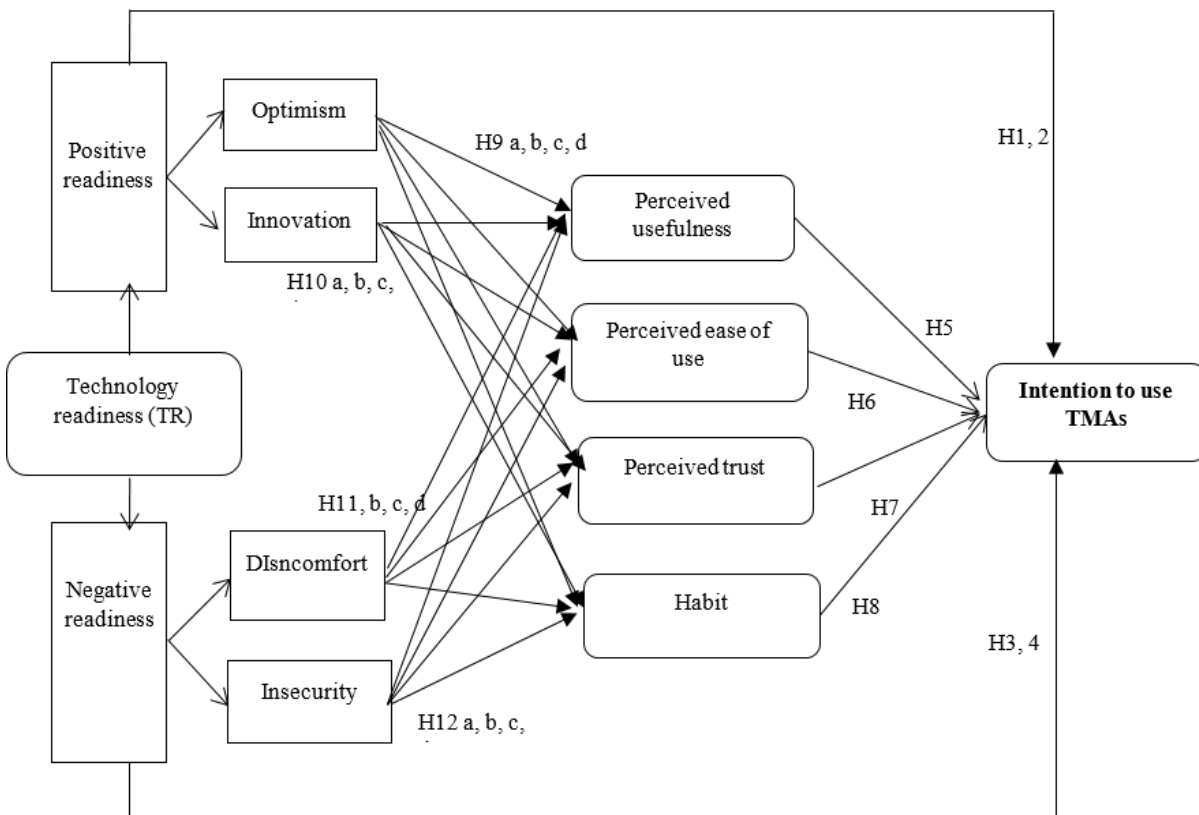 Optimism
H9 a, b, c, d
H1, 2
Positive
readiness
Perceived
usefulness
Innovation
H10 a, b, c,
H5
Perceived ease of
use
Technology
readiness (TR)
Intention to use
TMAs
H6
Perceived trust
H11, b, c, d
H7
DIsncomfort
Negative
readiness
Habit
H8
H3, 4
Insecurity
H12 a, b, c,